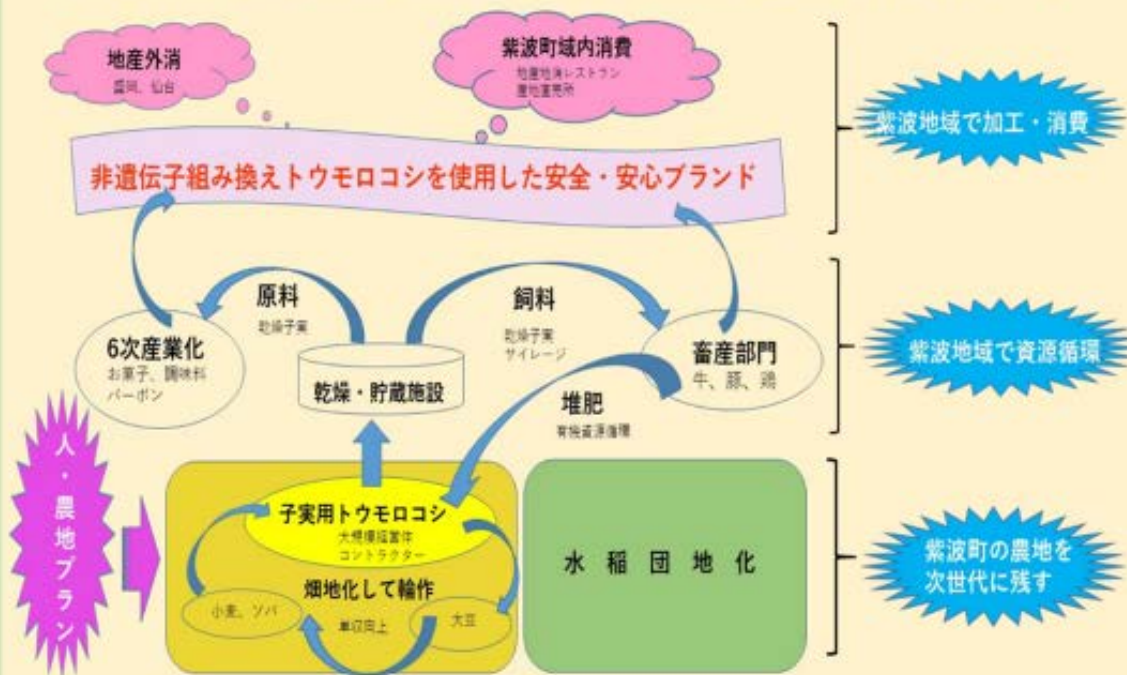 地産外消
盛岡、仙台
紫波町域内消費
地産地消レストラン
産地直売所
紫波地域で加工・消費
非遺伝子組み換えトウモロコシを使用した安全・安心ブランド
原料
乾燥子実
飼料
乾燥子実
サイレージ
6次産業化
お菓子、調味料
バーボン
乾燥・貯蔵施設
畜産部門
牛、豚、鶏
紫波地域で資源循環
堆肥
有機資源循環
人・農地プラン
子実用トウモロコシ
大規模経営体
コントラクター
畑地化して輪作
小麦、ソバ
単収向上
大豆
水稲団地化
紫波町の農地を
次世代に残す